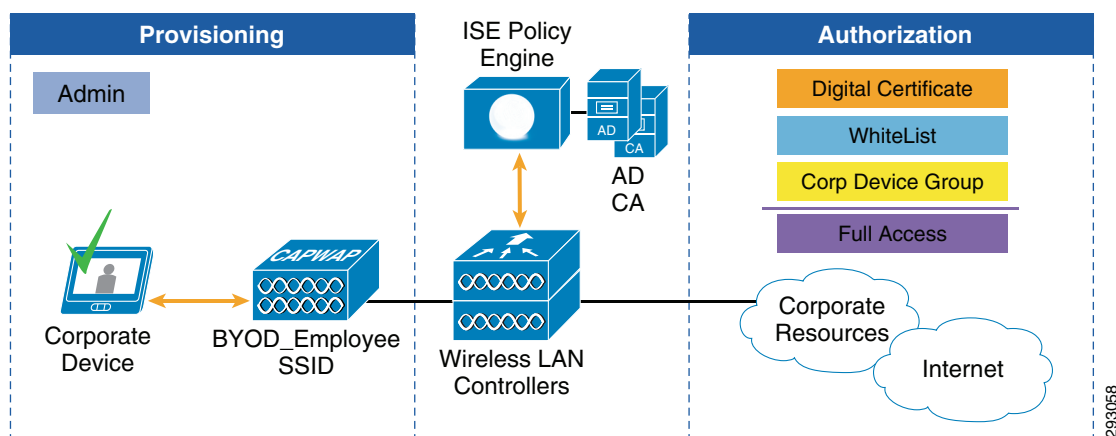 Provisioning
Admin
Corporate
Device
CAPWAP
BYOD_Employee
SSID
ISE Policy
Engine
AD
CA
AD
CA
Wireless LAN
Controllers
Authorization
Digital Certificate
WhiteList
Corp Device Group
Full Access
Corporate
Resources
Internet
293058